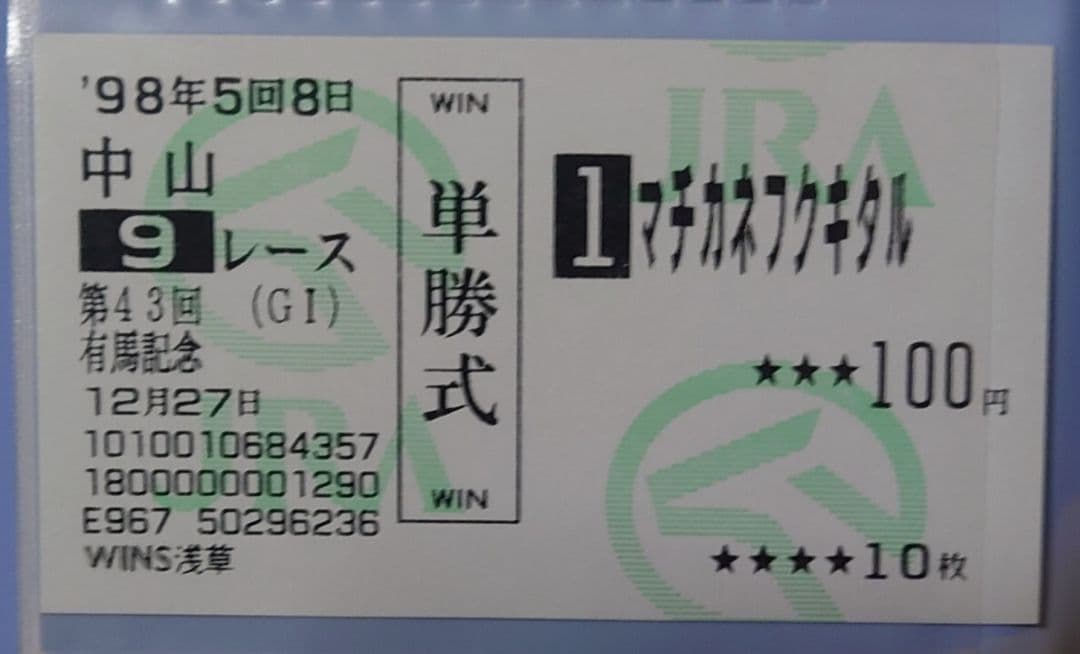 '98年5回8日
中山
9レース
第43回 (GI)
有馬記念
12月27日
1010010684357
1800000001290
E967 50296236
WINS浅草
WIN
単勝式
WIN
JRA
1マチカネフクキタル
★★★100円
★★★★10枚